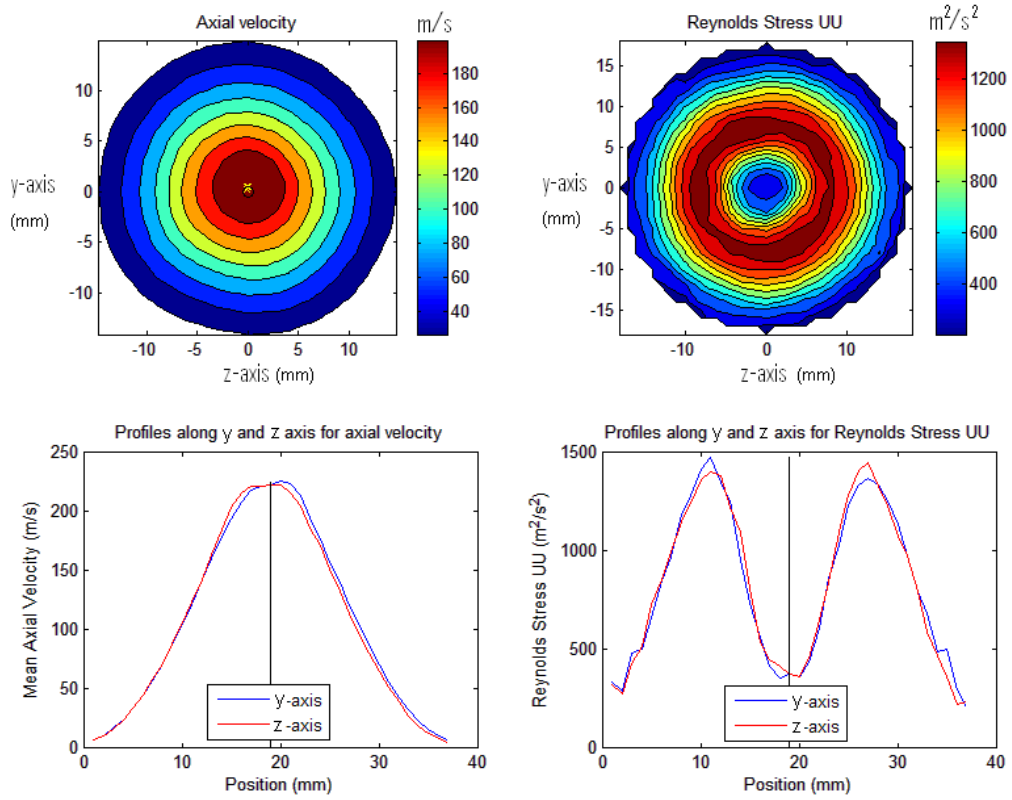 Axial velocity
m/s
10
5
0
-5
-10
y-axis
(mm)
-10
-5
0
5
10
z-axis (mm)
180
160
140
120
100
80
60
40
Reynolds Stress UU
m²/s²
15
10
5
0
-5
-10
-15
y-axis
(mm)
-10
0
10
z-axis (mm)
1200
1000
800
600
400
Profiles along y and z axis for axial velocity
250
200
150
100
50
0
Mean Axial Velocity (m/s)
y-axis
z-axis
0
10
20
30
40
Position (mm)
Profiles along y and z axis for Reynolds Stress UU
1500
1000
500
0
Reynolds Stress UU (m²/s²)
y-axis
z-axis
0
10
20
30
40
Position (mm)